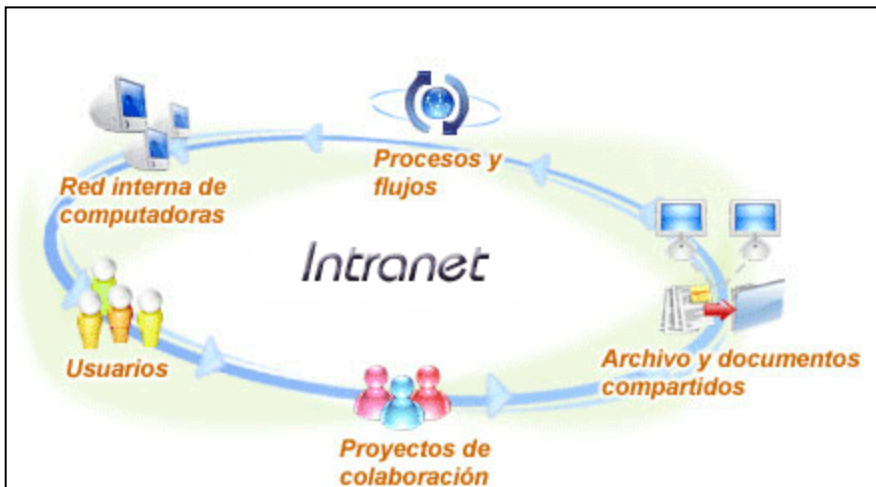 Procesos y
flujos
Red interna de
computadoras
Intranet
Usuarios
Archivo y documentos
compartidos
Proyectos de
colaboración